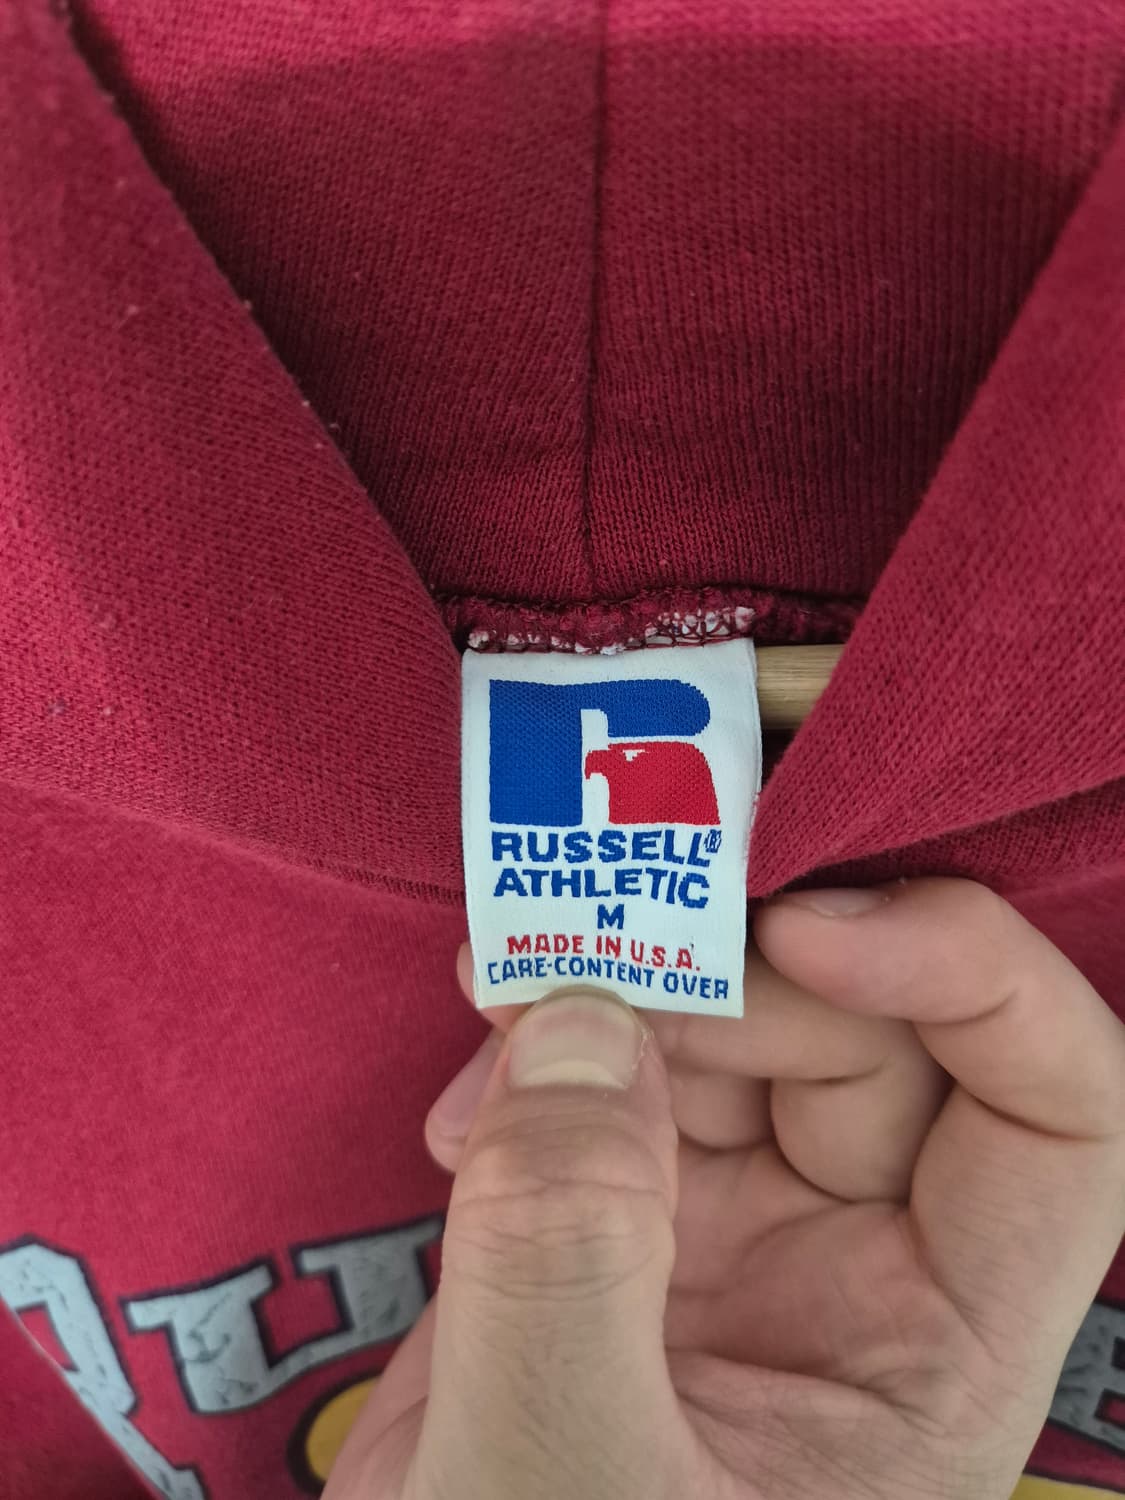 RUSSELL®
ATHLETIC
M
MADE IN U.S.A.
CARE-CONTENT OVER